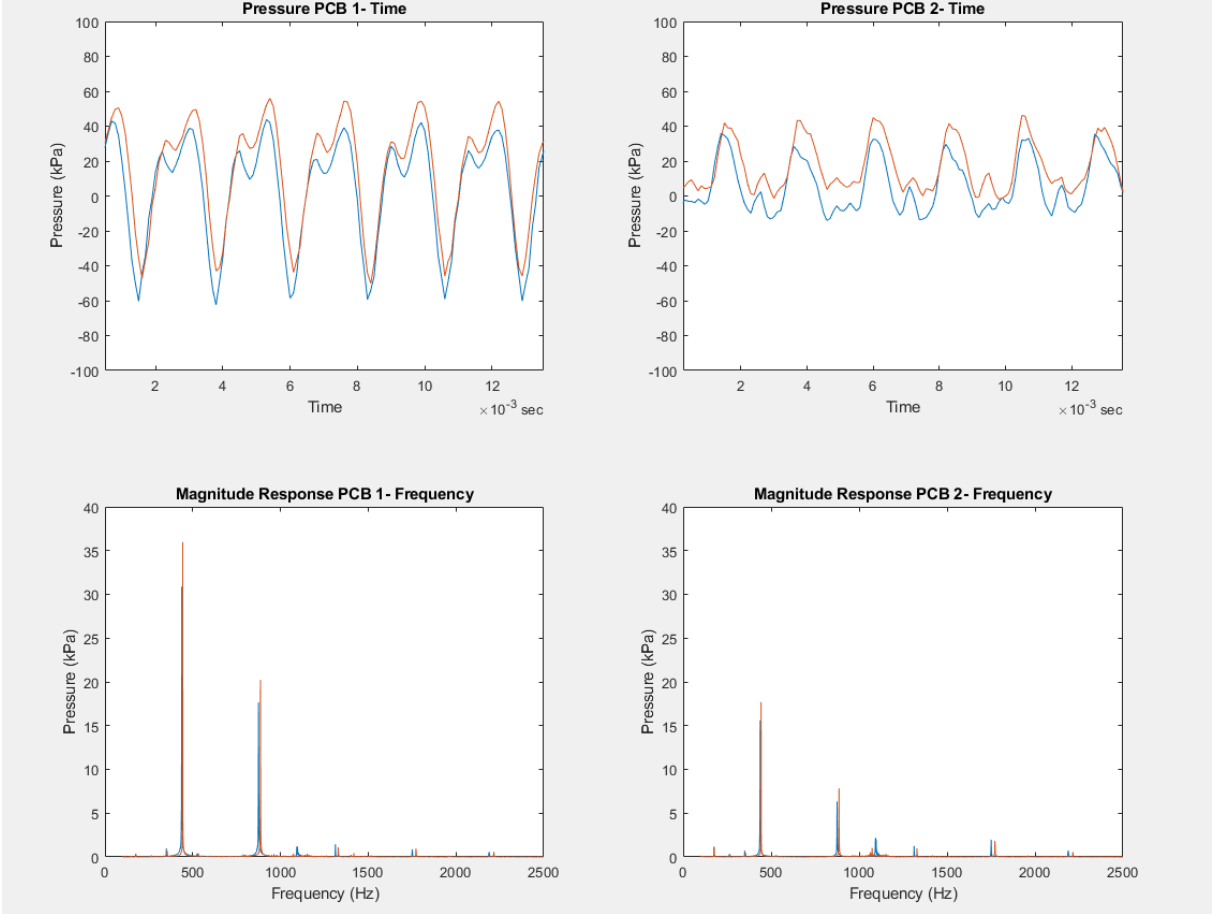 Pressure PCB 1- Time
100
80
60
40
20
0
-20
-40
-60
-80
-100
Pressure (kPa)
2 4 6 8 10 12
Time
×10-3 sec
Pressure PCB 2- Time
100
80
60
40
20
0
-20
-40
-60
-80
-100
Pressure (kPa)
2 4 6 8 10 12
Time
×10-3 sec
Magnitude Response PCB 1- Frequency
40
35
30
25
20
15
10
5
0
Pressure (kPa)
0 500 1000 1500 2000 2500
Frequency (Hz)
Magnitude Response PCB 2- Frequency
40
35
30
25
20
15
10
5
0
Pressure (kPa)
0 500 1000 1500 2000 2500
Frequency (Hz)